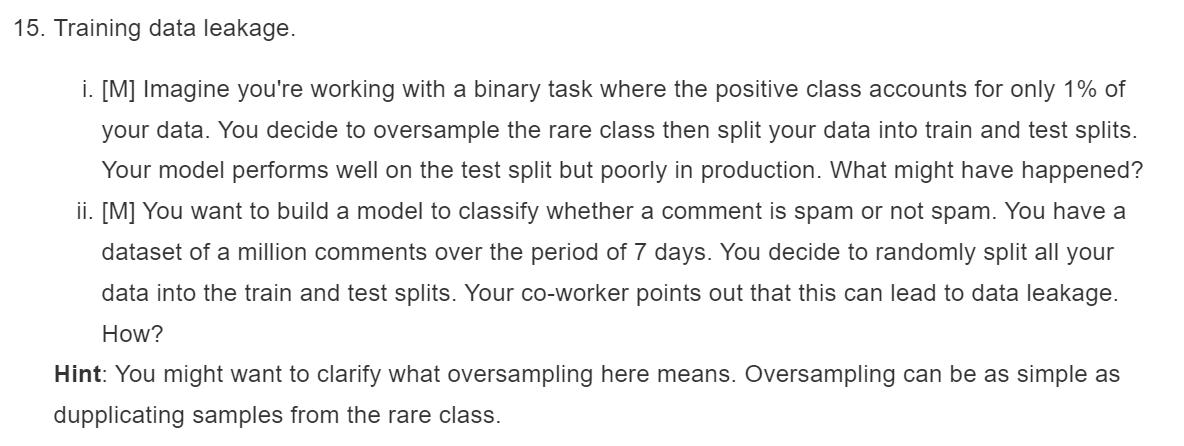 15. Training data leakage.
i. [M] Imagine you're working with a binary task where the positive class accounts for only 1% of
your data. You decide to oversample the rare class then split your data into train and test splits.
Your model performs well on the test split but poorly in production. What might have happened?
ii. [M] You want to build a model to classify whether a comment is spam or not spam. You have a
dataset of a million comments over the period of 7 days. You decide to randomly split all your
data into the train and test splits. Your co-worker points out that this can lead to data leakage.
How?
Hint: You might want to clarify what oversampling here means. Oversampling can be as simple as
dupplicating samples from the rare class.